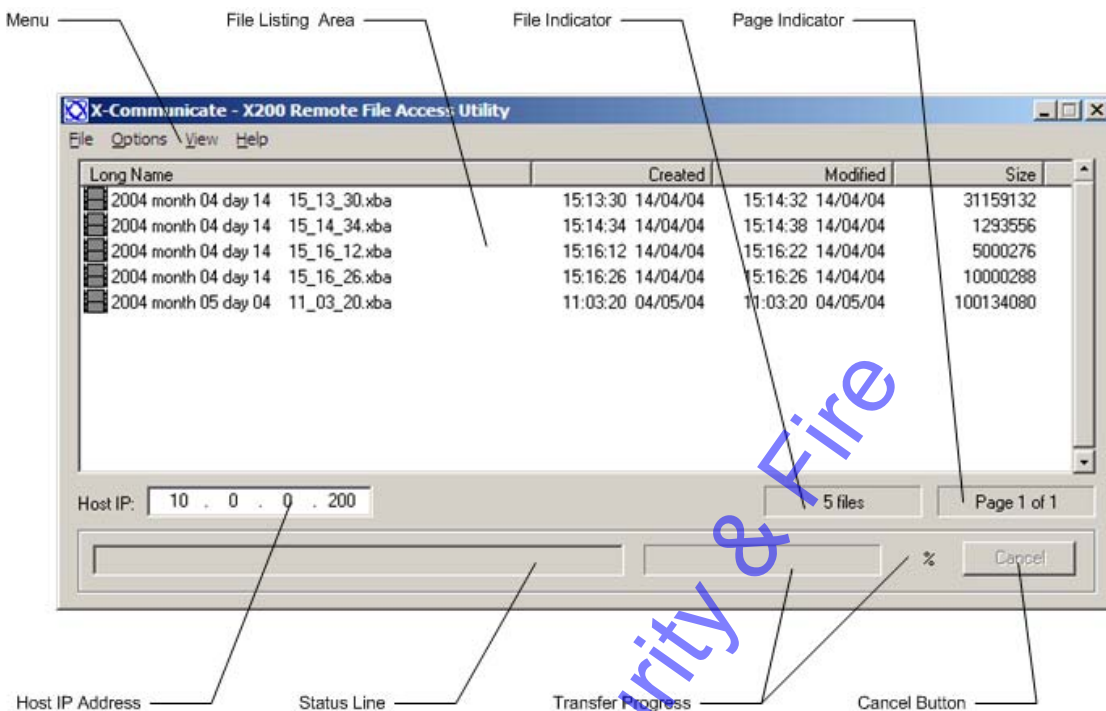 Menu File Listing Area File Indicator Page Indicator
X-Communicate - X200 Remote File Access Utility
File Options View Help
Long Name Created Modified Size
2004 month 04 day 14 15_13_30.xba 15:13:30 14/04/04 15:14:32 14/04/04 31159132
2004 month 04 day 14 15_14_34.xba 15:14:34 14/04/04 15:14:38 14/04/04 1293556
2004 month 04 day 14 15_16_12.xba 15:16:12 14/04/04 15:16:22 14/04/04 5000276
2004 month 04 day 14 15_16_26.xba 15:16:26 14/04/04 15:16:26 14/04/04 10000288
2004 month 05 day 04 11_03_20.xba 11:03:20 04/05/04 11:03:20 04/05/04 100134080
Host IP: 10 . 0 . 0 . 200 5 files Page 1 of 1
% Cancel
Host IP Address Status Line Transfer Progress Cancel Button
& Fire